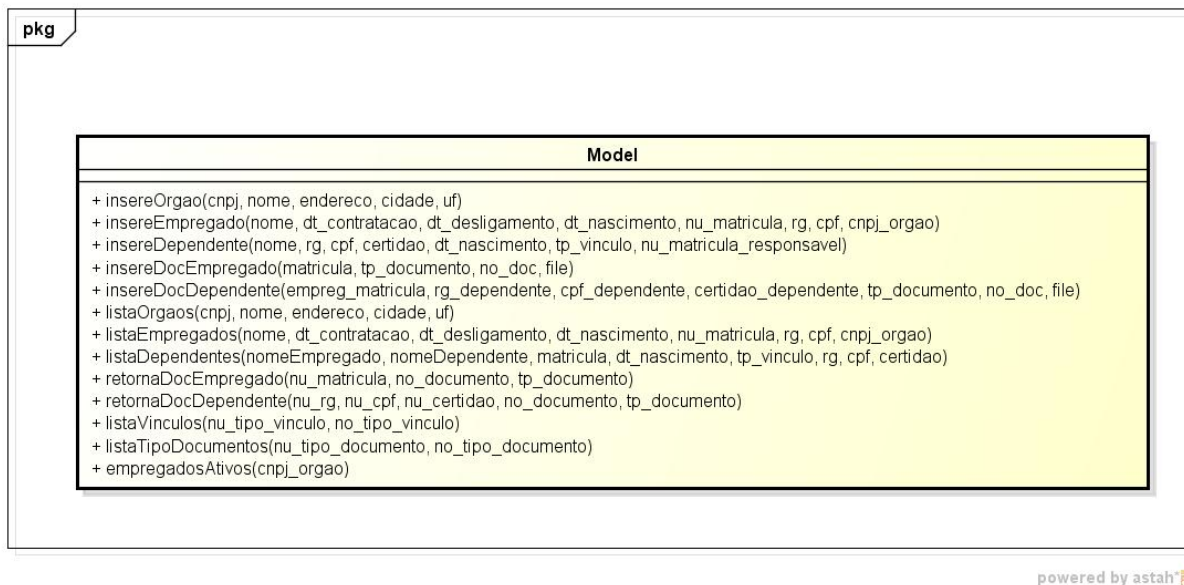 pkg
Model
+ insereOrgao(cnpj, nome, endereco, cidade, uf)
+ insereEmpregado(nome, dt_contratacao, dt_desligamento, dt_nascimento, nu_matricula, rg, cpf, cnpj_orgao)
+ insereDependente(nome, rg, cpf, certidao, dt_nascimento, tp_vinculo, nu_matricula_responsavel)
+ insereDocEmpregado(matricula, tp_documento, no_doc, file)
+ insereDocDependente(empreg_matricula, rg_dependente, cpf_dependente, certidao_dependente, tp_documento, no_doc, file)
+ listaOrgaos(cnpj, nome, endereco, cidade, uf)
+ listaEmpregados(nome, dt_contratacao, dt_desligamento, dt_nascimento, nu_matricula, rg, cpf, cnpj_orgao)
+ listaDependentes(nomeEmpregado, nomeDependente, matricula, dt_nascimento, tp_vinculo, rg, cpf, certidao)
+ retornaDocEmpregado(nu_matricula, no_documento, tp_documento)
+ retornaDocDependente(nu_rg, nu_cpf, nu_certidao, no_documento, tp_documento)
+ listaVinculos(nu_tipo_vinculo, no_tipo_vinculo)
+ listaTipoDocumentos(nu_tipo_documento, no_tipo_documento)
+ empregadosAtivos(cnpj_orgao)
powered by astah*